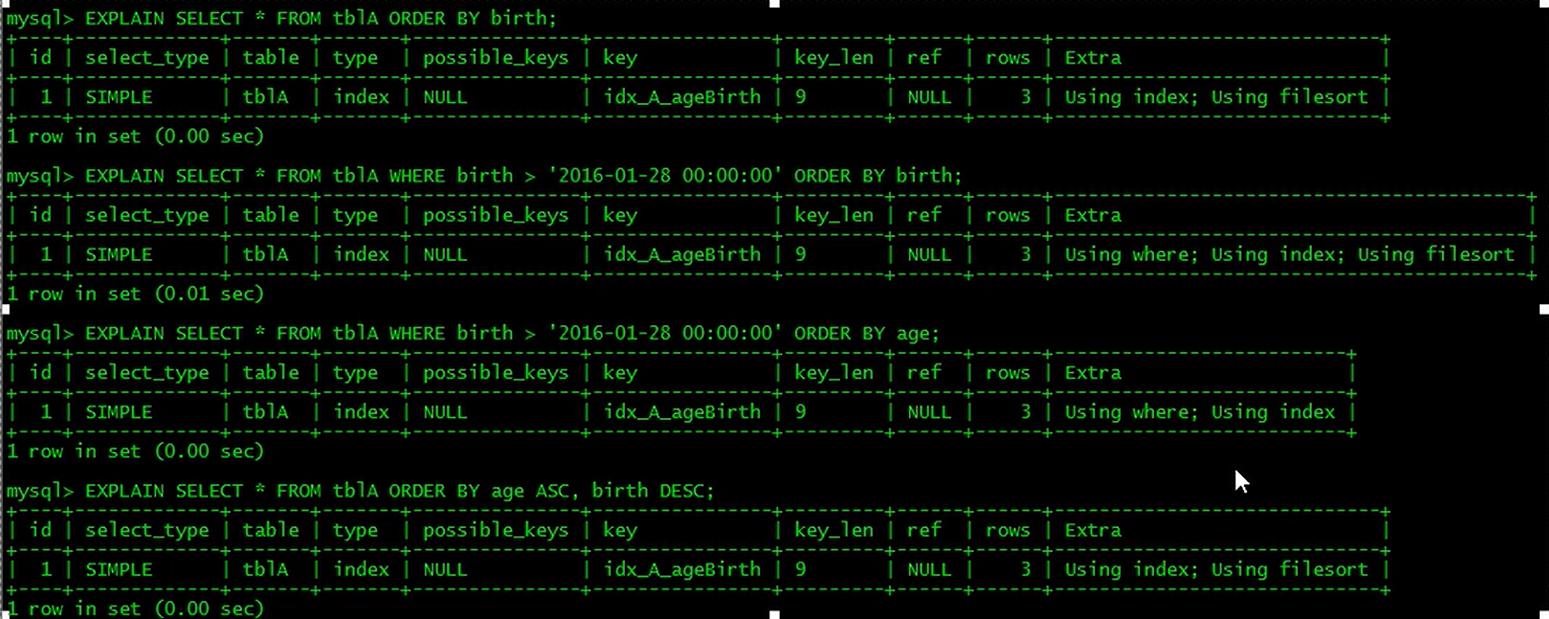 mysql> EXPLAIN SELECT * FROM tblA ORDER BY birth;
+----+-------------+-------+-------+---------------+--------------+---------+------+------+-----------------------------+
| id | select_type | table | type  | possible_keys | key          | key_len | ref  | rows | Extra                       |
+----+-------------+-------+-------+---------------+--------------+---------+------+------+-----------------------------+
|  1 | SIMPLE      | tblA  | index | NULL          | idx_A_ageBirth | 9       | NULL |    3 | Using index; Using filesort |
+----+-------------+-------+-------+---------------+--------------+---------+------+------+-----------------------------+
1 row in set (0.00 sec)
mysql> EXPLAIN SELECT * FROM tblA WHERE birth > '2016-01-28 00:00:00' ORDER BY birth;
+----+-------------+-------+-------+---------------+----------------+---------+------+------+------------------------------------------+
| id | select_type | table | type  | possible_keys | key            | key_len | ref  | rows | Extra                                    |
+----+-------------+-------+-------+---------------+----------------+---------+------+------+------------------------------------------+
|  1 | SIMPLE      | tblA  | index | NULL          | idx_A_ageBirth | 9       | NULL |    3 | Using where; Using index; Using filesort |
+----+-------------+-------+-------+---------------+----------------+---------+------+------+------------------------------------------+
1 row in set (0.01 sec)
mysql> EXPLAIN SELECT * FROM tblA WHERE birth > '2016-01-28 00:00:00' ORDER BY age;
+----+-------------+-------+-------+---------------+----------------+---------+------+------+--------------------------+
| id | select_type | table | type  | possible_keys | key            | key_len | ref  | rows | Extra                    |
+----+-------------+-------+-------+---------------+----------------+---------+------+------+--------------------------+
|  1 | SIMPLE      | tblA  | index | NULL          | idx_A_ageBirth | 9       | NULL |    3 | Using where; Using index |
+----+-------------+-------+-------+---------------+----------------+---------+------+------+--------------------------+
1 row in set (0.00 sec)
mysql> EXPLAIN SELECT * FROM tblA ORDER BY age ASC, birth DESC;
+----+-------------+-------+-------+---------------+----------------+---------+------+------+-----------------------------+
| id | select_type | table | type  | possible_keys | key            | key_len | ref  | rows | Extra                       |
+----+-------------+-------+-------+---------------+----------------+---------+------+------+-----------------------------+
|  1 | SIMPLE      | tblA  | index | NULL          | idx_A_ageBirth | 9       | NULL |    3 | Using index; Using filesort |
+----+-------------+-------+-------+---------------+----------------+---------+------+------+-----------------------------+
1 row in set (0.00 sec)